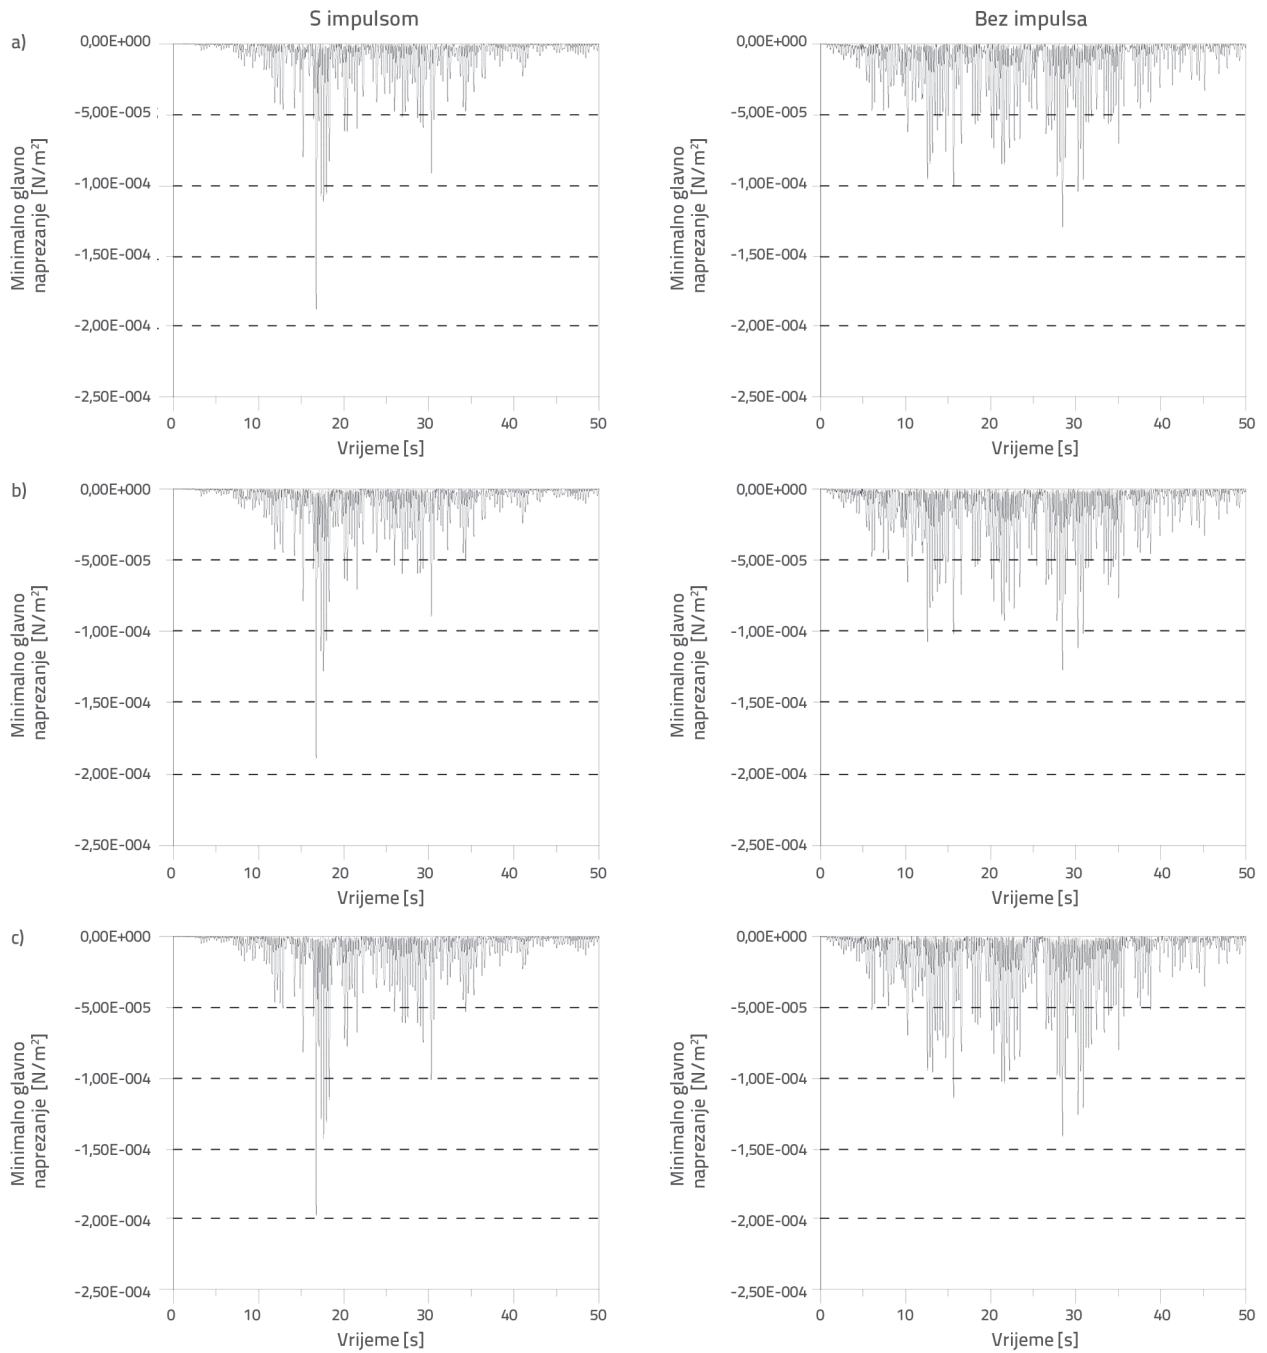 S impulsom
Bez impulsa
a)
0,00E+000
-5,00E-005
-1,00E-004
-1,50E-004
-2,00E-004
-2,50E-004
Minimalno glavno
naprezanje [N/m²]
0 10 20 30 40 50
Vrijeme [s]
0,00E+000
-5,00E-005
-1,00E-004
-1,50E-004
-2,00E-004
-2,50E-004
Minimalno glavno
naprezanje [N/m²]
0 10 20 30 40 50
Vrijeme [s]
b)
0,00E+000
-5,00E-005
-1,00E-004
-1,50E-004
-2,00E-004
-2,50E-004
Minimalno glavno
naprezanje [N/m²]
0 10 20 30 40 50
Vrijeme [s]
0,00E+000
-5,00E-005
-1,00E-004
-1,50E-004
-2,00E-004
-2,50E-004
Minimalno glavno
naprezanje [N/m²]
0 10 20 30 40 50
Vrijeme [s]
c)
0,00E+000
-5,00E-005
-1,00E-004
-1,50E-004
-2,00E-004
-2,50E-004
Minimalno glavno
naprezanje [N/m²]
0 10 20 30 40 50
Vrijeme [s]
0,00E+000
-5,00E-005
-1,00E-004
-1,50E-004
-2,00E-004
-2,50E-004
Minimalno glavno
naprezanje [N/m²]
0 10 20 30 40 50
Vrijeme [s]